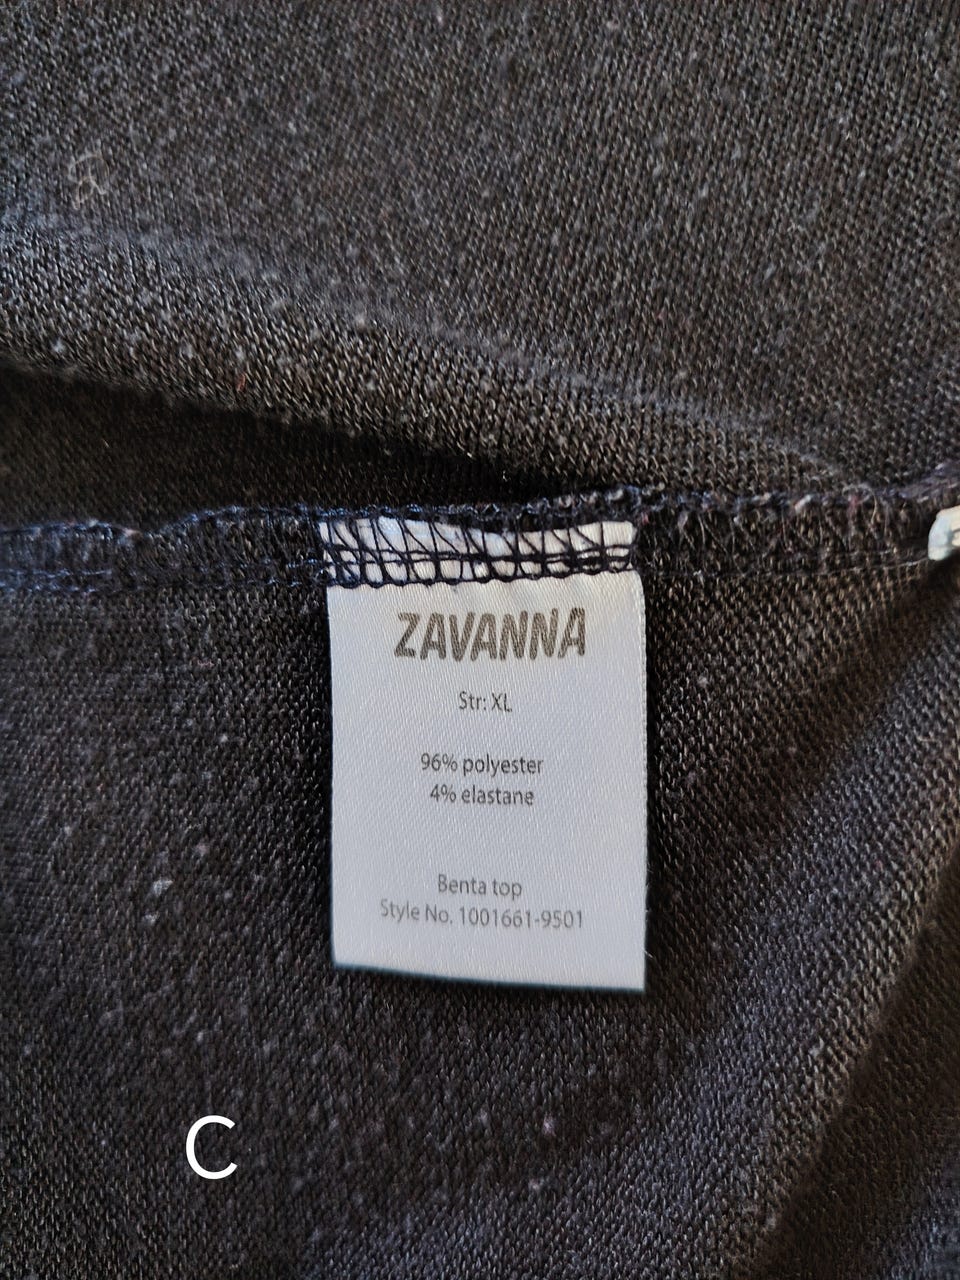 ZAVANNA
Str: XL
96% polyester
4% elastane
Benta top
Style No. 1001661-9501
C